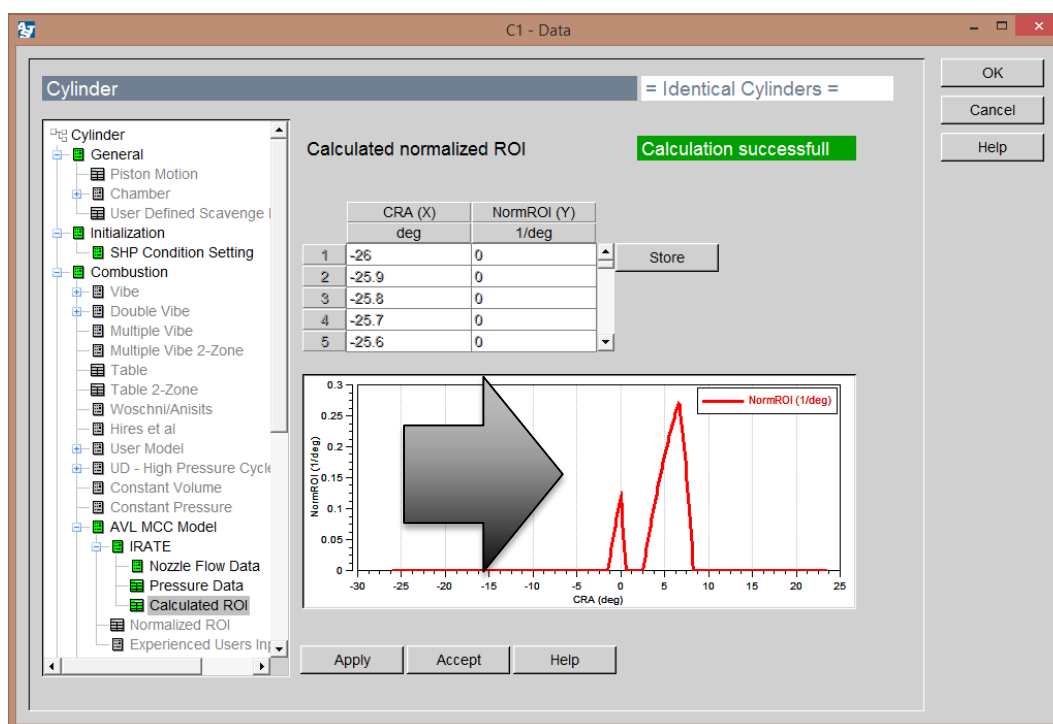 C1 - Data
Cylinder
= Identical Cylinders =
OK
Cancel
Help
Cylinder
General
Piston Motion
Chamber
User Defined Scavenge
Initialization
SHP Condition Setting
Combustion
Vibe
Double Vibe
Multiple Vibe
Multiple Vibe 2-Zone
Table
Table 2-Zone
Woschni/Anisits
Hires et al
User Model
UD - High Pressure Cycle
Constant Volume
Constant Pressure
AVL MCC Model
IRATE
Nozzle Flow Data
Pressure Data
Calculated ROI
Normalized ROI
Experienced Users Inp
Calculated normalized ROI
Calculation successfull
CRA (X) NormROI (Y)
deg 1/deg
1 -26 0
2 -25.9 0
3 -25.8 0
4 -25.7 0
5 -25.6 0
Store
NormROI (1/deg)
0.3
0.25
0.2
0.15
0.1
0.05
0
NormROI (1/deg)
-30 -25 -20 -15 -10 -5 0 5 10 15 20 25
CRA (deg)
Apply Accept Help